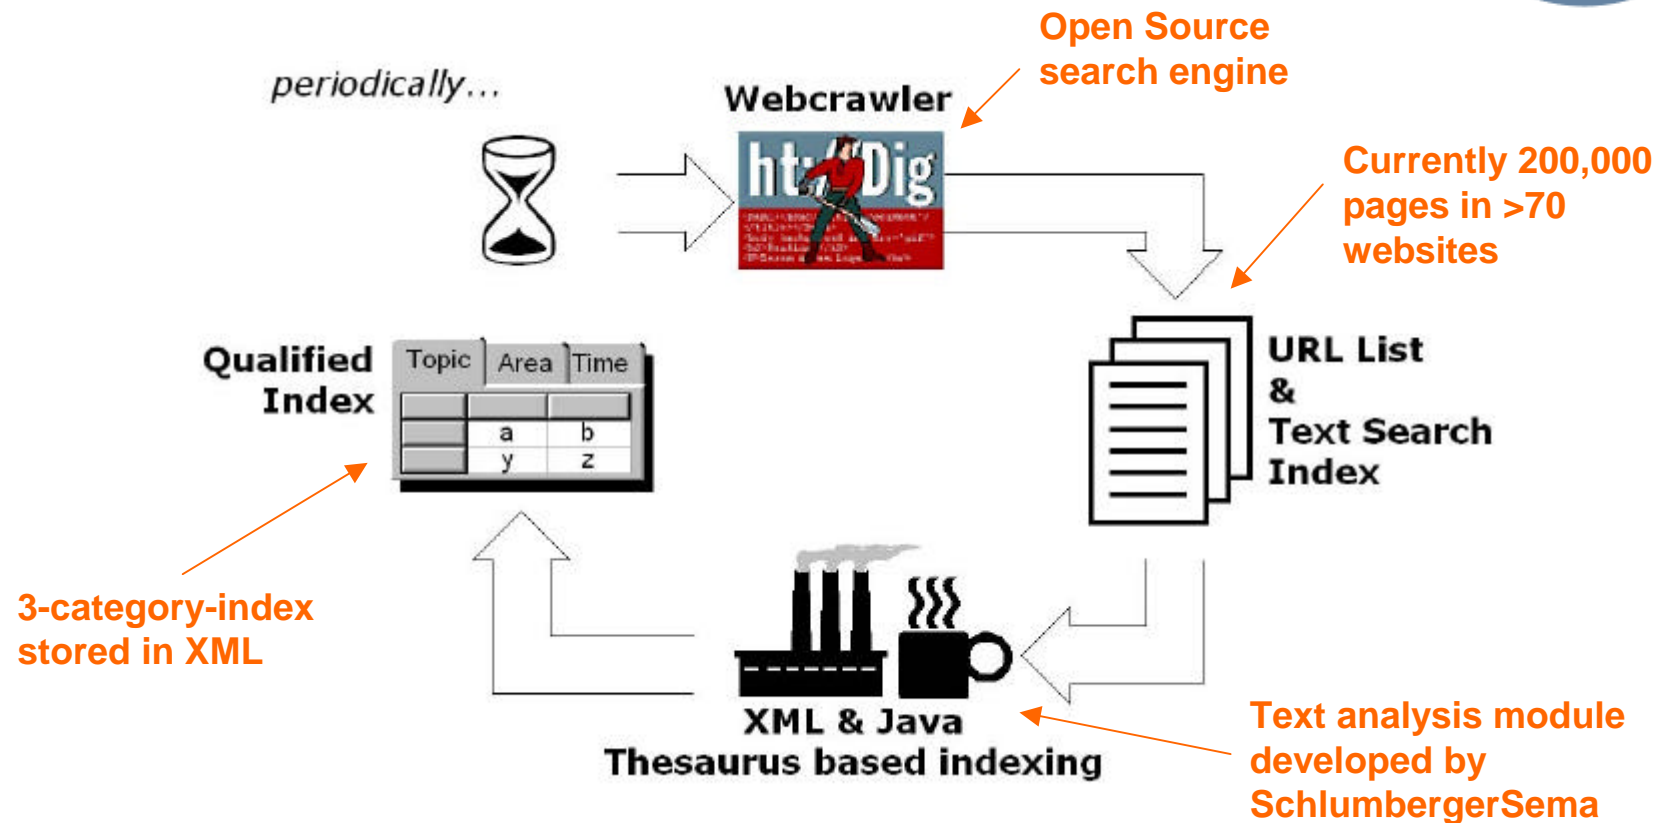 Open Source
search engine
periodically...
Webcrawler
ht://Dig
Currently 200,000
pages in >70
websites
Qualified
Index
Topic Area Time
a b
y z
URL List
&
Text Search
Index
3-category-index
stored in XML
XML & Java
Thesaurus based indexing
Text analysis module
developed by
SchlumbergerSema